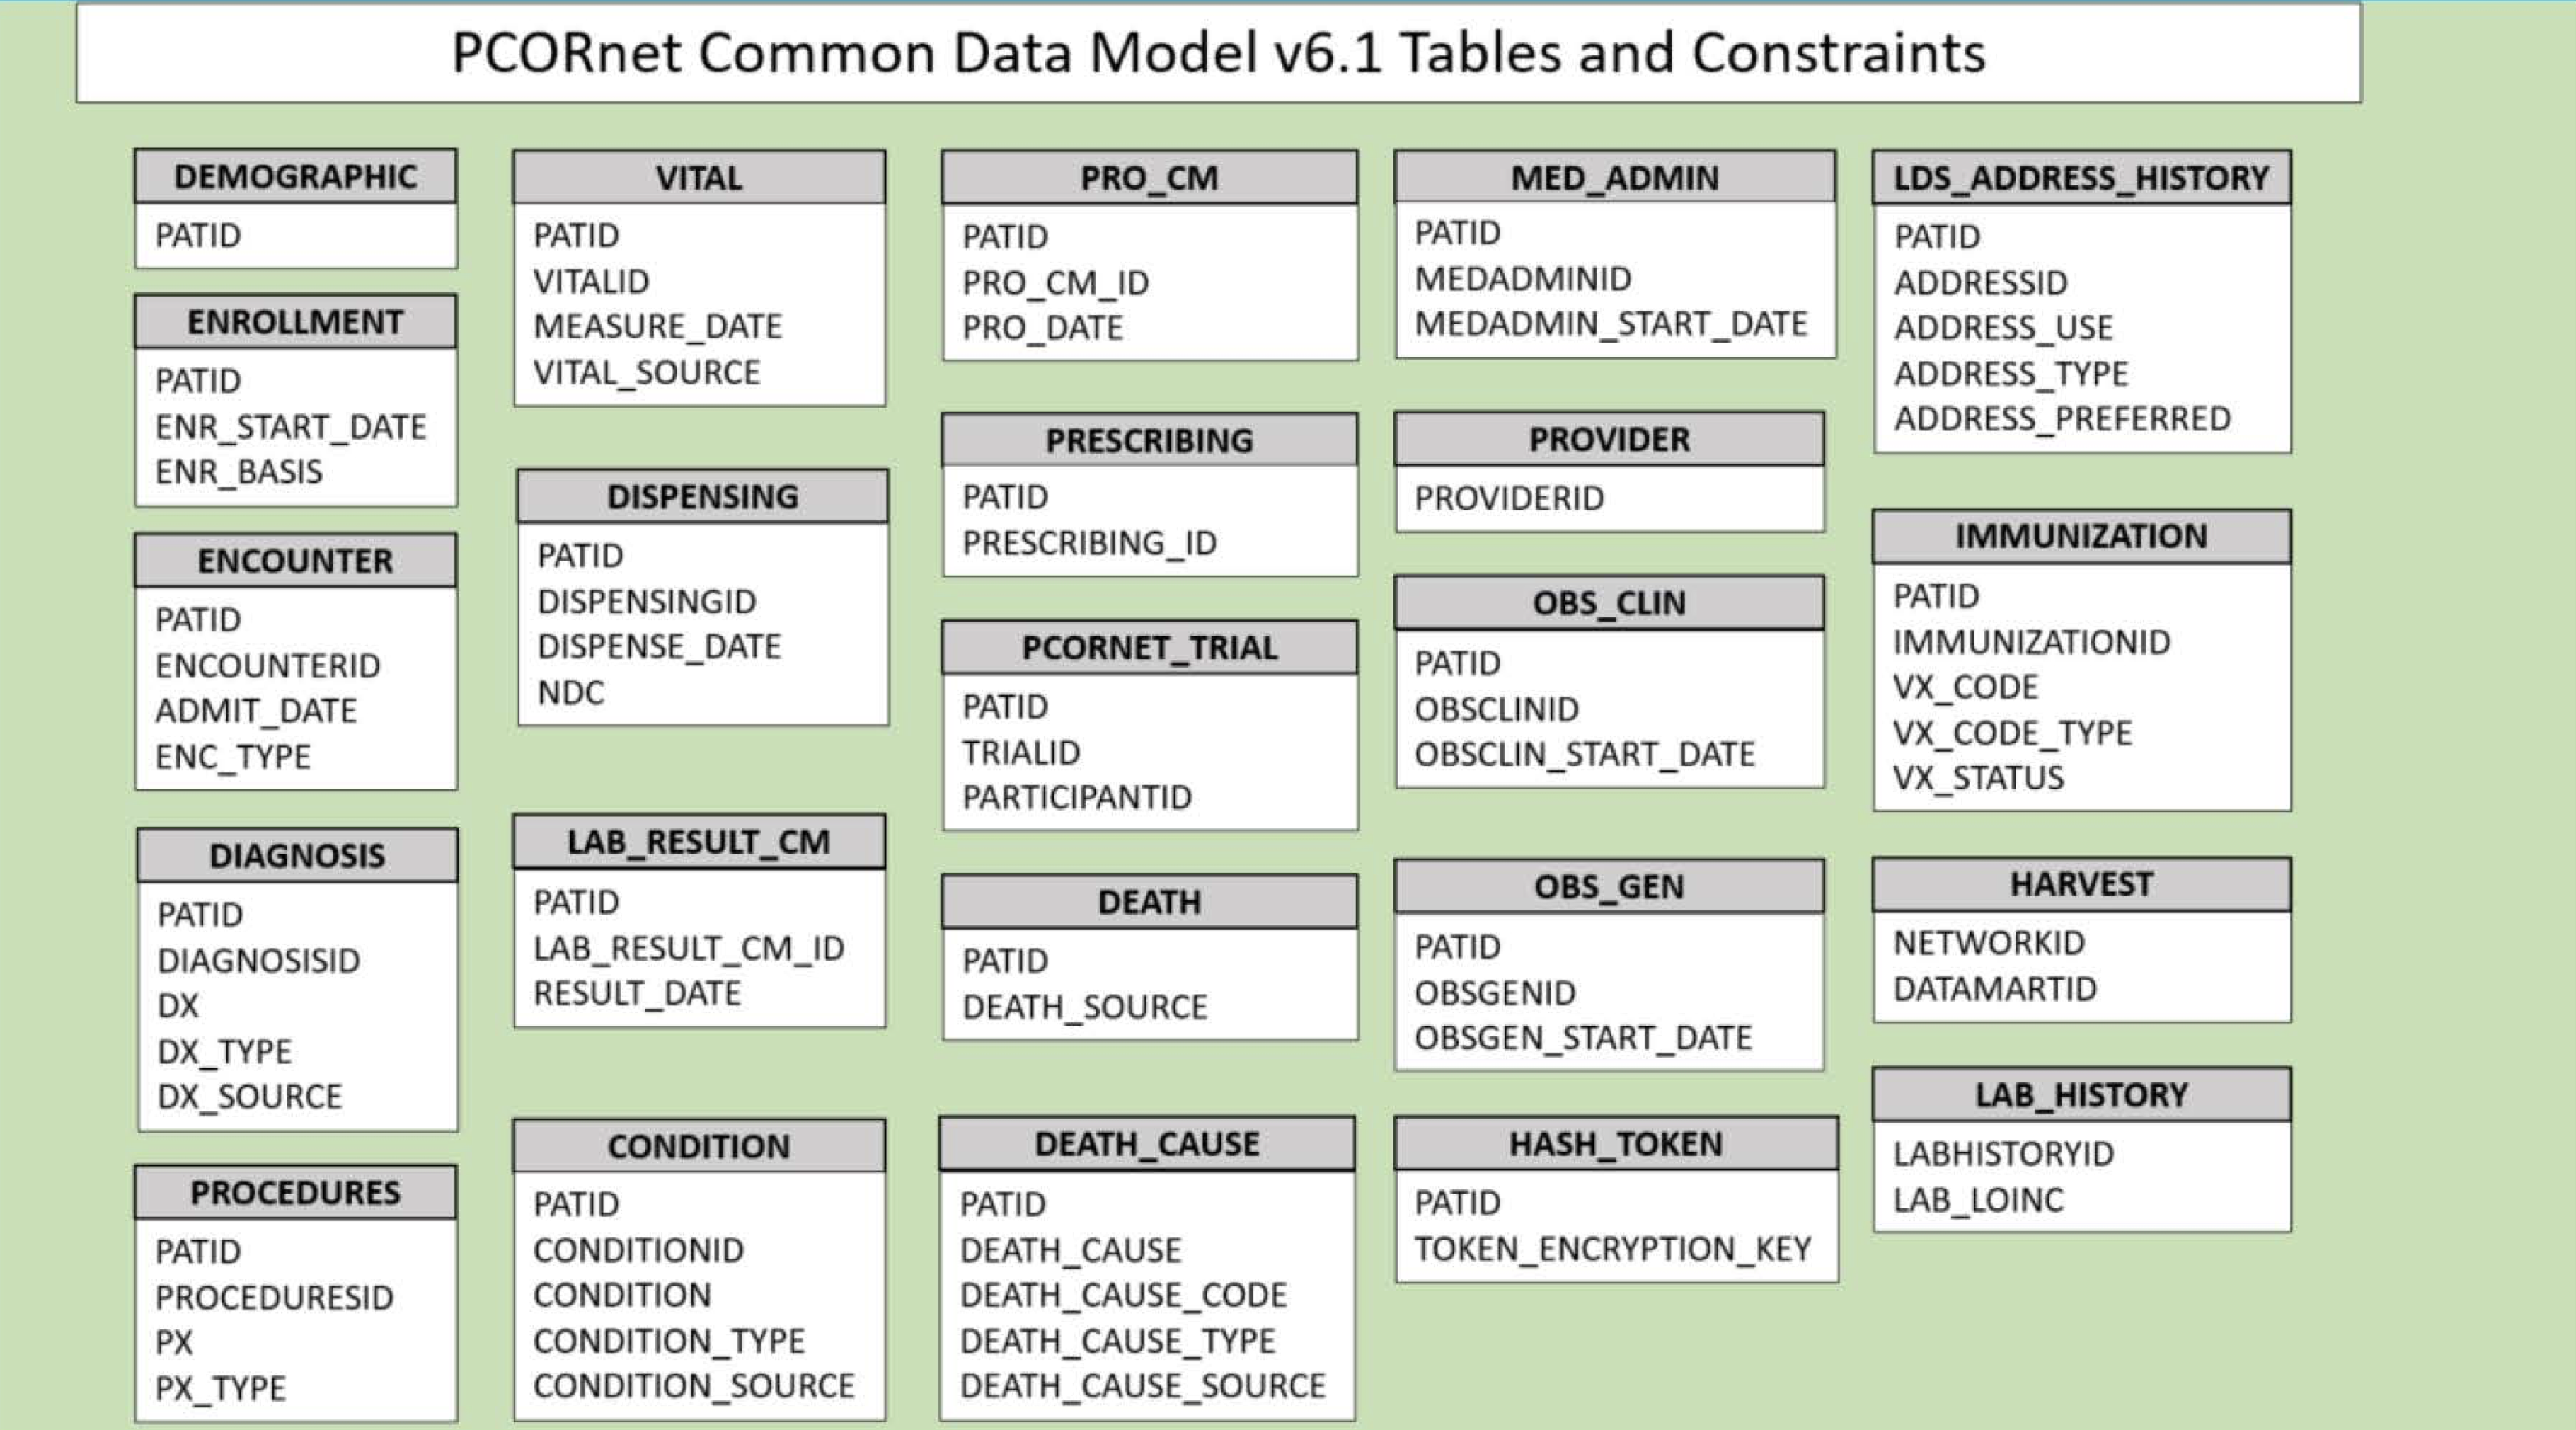 PCORnet Common Data Model v6.1 Tables and Constraints
DEMOGRAPHIC
PATID
ENROLLMENT
PATID
ENR_START_DATE
ENR_BASIS
ENCOUNTER
PATID
ENCOUNTERID
ADMIT_DATE
ENC_TYPE
DIAGNOSIS
PATID
DIAGNOSISID
DX
DX_TYPE
DX_SOURCE
PROCEDURES
PATID
PROCEDURESID
PX
PX_TYPE
VITAL
PATID
VITALID
MEASURE_DATE
VITAL_SOURCE
DISPENSING
PATID
DISPENSINGID
DISPENSE_DATE
NDC
LAB_RESULT_CM
PATID
LAB_RESULT_CM_ID
RESULT_DATE
CONDITION
PATID
CONDITIONID
CONDITION
CONDITION_TYPE
CONDITION_SOURCE
PRO_CM
PATID
PRO_CM_ID
PRO_DATE
PRESCRIBING
PATID
PRESCRIBING_ID
PCORNET_TRIAL
PATID
TRIALID
PARTICIPANTID
DEATH
PATID
DEATH_SOURCE
DEATH_CAUSE
PATID
DEATH_CAUSE
DEATH_CAUSE_CODE
DEATH_CAUSE_TYPE
DEATH_CAUSE_SOURCE
MED_ADMIN
PATID
MEDADMINID
MEDADMIN_START_DATE
PROVIDER
PROVIDERID
OBS_CLIN
PATID
OBSCLINID
OBSCLIN_START_DATE
OBS_GEN
PATID
OBSGENID
OBSGEN_START_DATE
HASH_TOKEN
PATID
TOKEN_ENCRYPTION_KEY
LDS_ADDRESS_HISTORY
PATID
ADDRESSID
ADDRESS_USE
ADDRESS_TYPE
ADDRESS_PREFERRED
IMMUNIZATION
PATID
IMMUNIZATIONID
VX_CODE
VX_CODE_TYPE
VX_STATUS
HARVEST
NETWORKID
DATAMARTID
LAB_HISTORY
LABHISTORYID
LAB_LOINC